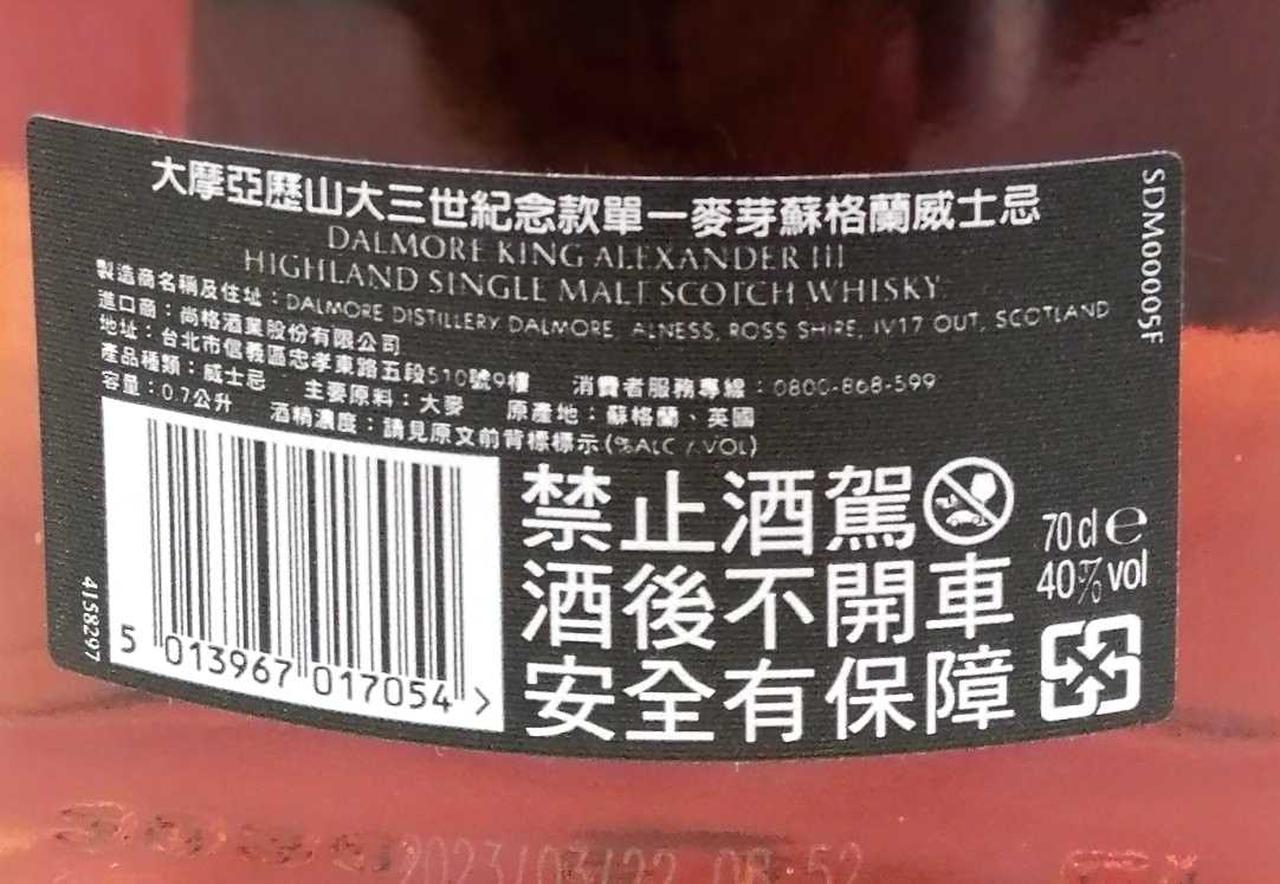 大摩亞歷山大三世紀念款單一麥芽蘇格蘭威士忌
DALMORE KING ALEXANDER III
HIGHLAND SINGLE MALT SCOTCH WHISKY
製造商名稱及住址：DALMORE DISTILLERY DALMORE, ALNESS, ROSS SHIRE, IV17 OUT, SCOTLAND
進口商：尚格酒業股份有限公司
地址：台北市信義區忠孝東路五段510號9樓 消費者服務專線：0800-868-599
產品種類：威士忌 主要原料：大麥 原產地：蘇格蘭、英國
容量：0.7公升 酒精濃度：請見原文前背標標示(%ALC / VOL)
禁止酒駕
酒後不開車
安全有保障
70 cl e
40% vol
5 013967 017054 >
4158297
SDM00005F
2023/03/22 08 52